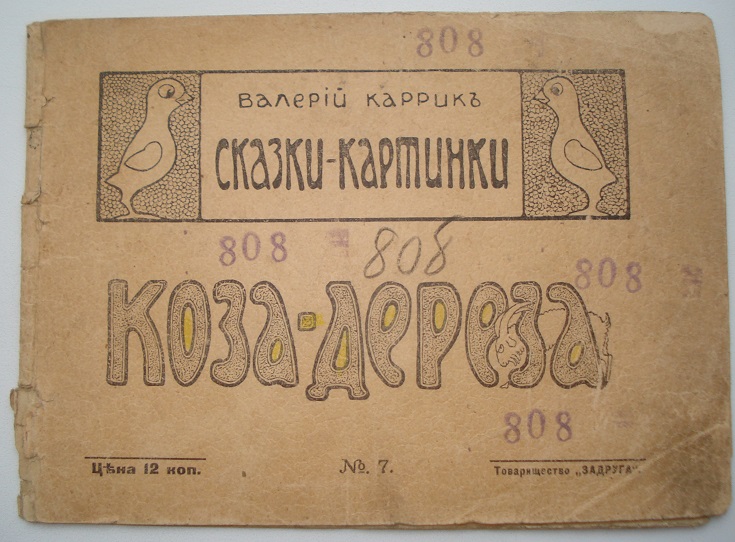 808
Валерій Каррикъ
Сказки-картинки
808 808
808
Коза-дереза
808
Цѣна 12 коп. № 7. Товарищество „ЗАДРУГА“.